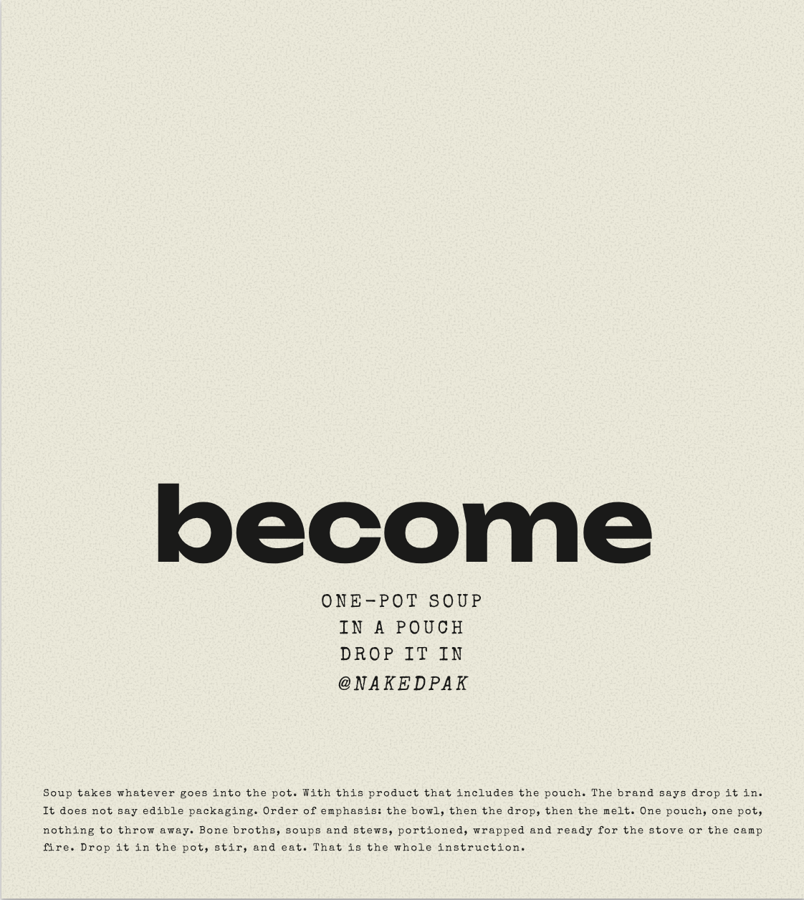 become
ONE-POT SOUP
IN A POUCH
DROP IT IN
@NAKEDPAK
Soup takes whatever goes into the pot. With this product that includes the pouch. The brand says drop it in.
It does not say edible packaging. Order of emphasis: the bowl, then the drop, then the melt. One pouch, one pot,
nothing to throw away. Bone broths, soups and stews, portioned, wrapped and ready for the stove or the camp
fire. Drop it in the pot, stir, and eat. That is the whole instruction.